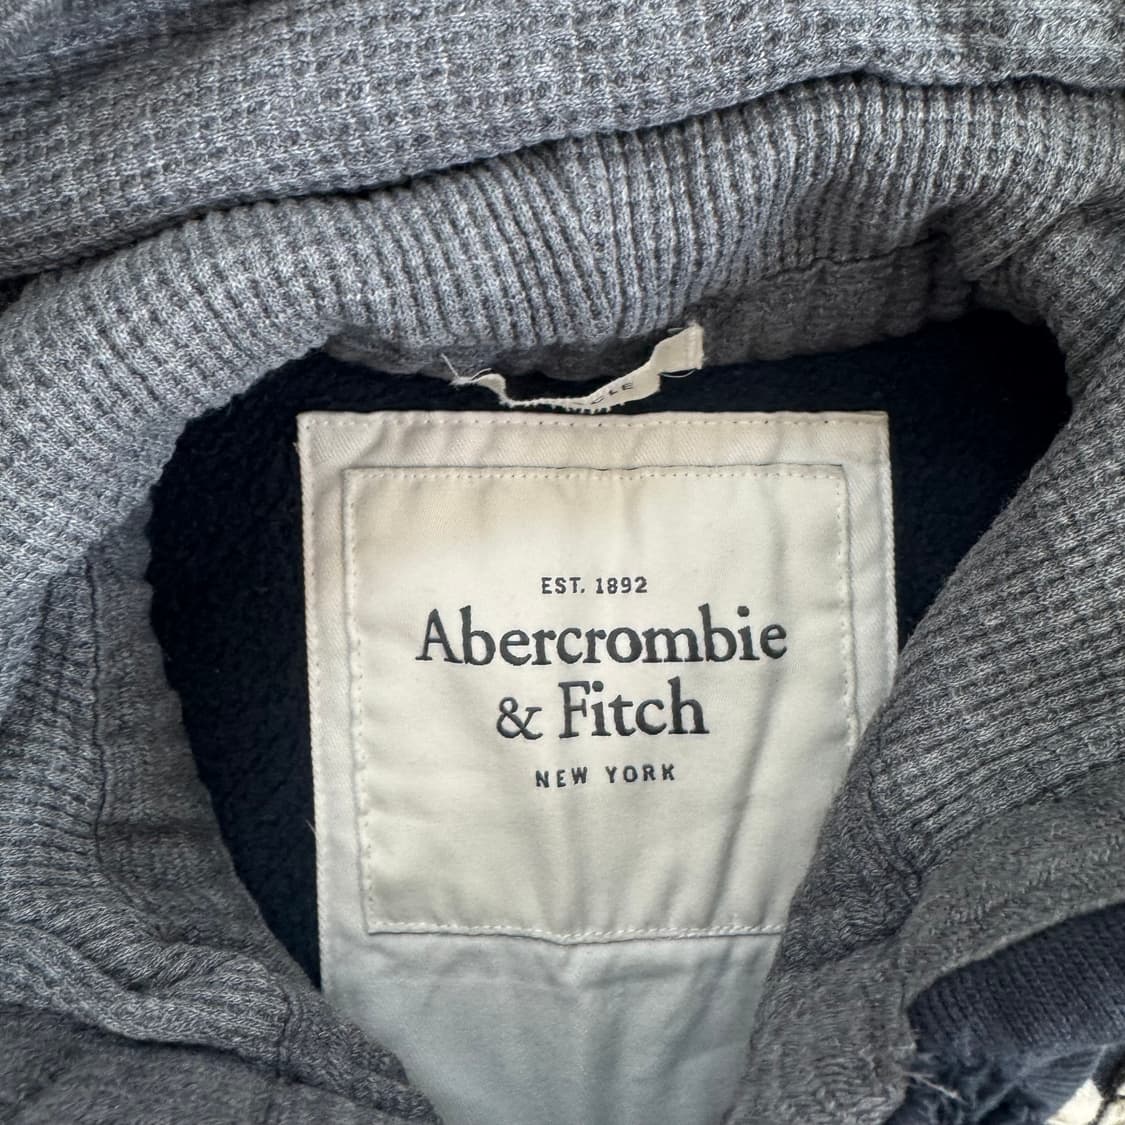 EST. 1892
Abercrombie
& Fitch
NEW YORK